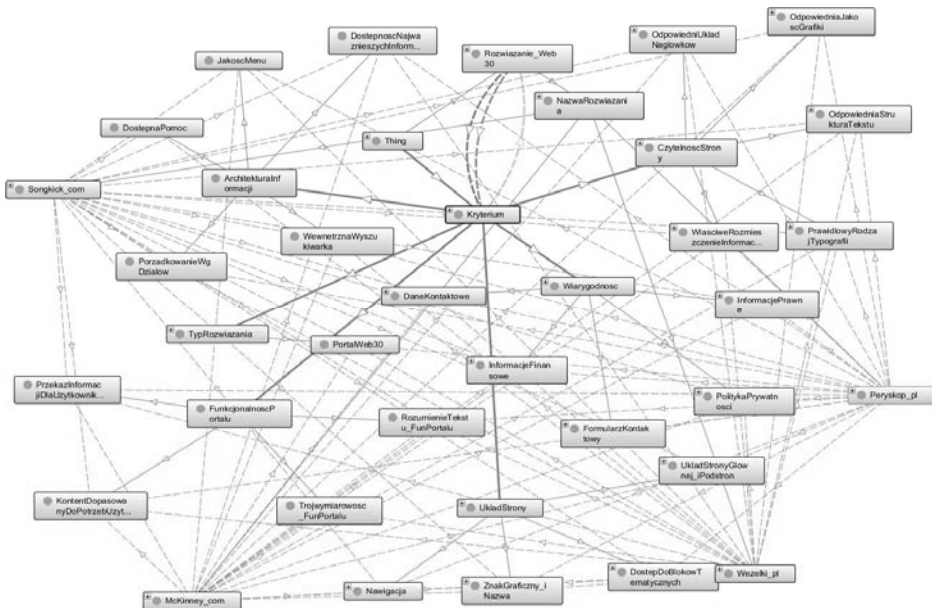 OdpowiedniaJako
scGrafiki
DostepnoscNajwa
znieszychInform...
OdpowiedniUklad
Naglowkow
JakoscMenu
Rozwiazanie_Web
30
NazwaRozwiazani
a
OdpowiedniaStru
kturaTekstu
DostepnaPomoc
Thing
CzytelnoscStron
y
Songkick_com
ArchitekturaInf
ormacji
Kryterium
WewnetrznaWyszu
kiwarka
WlasciweRozmies
zczenieInformac...
PrawidlowyRodza
jTypografii
PorzadkowanieWg
Dzialow
DaneKontaktowe
Wiarygodnosc
InformacjePrawn
e
TypRozwiazania
PortalWeb30
InformacjeFinan
sowe
PrzekazInformac
jiDlaUzytkownik...
FunkcjonalnoscP
ortalu
RozumienieTekst
u_FunPortalu
PolitykaPrywatn
osci
Peryskop_pl
FormularzKontak
towy
UkladStronyGlow
nej_iPodstron
KontentDopasowa
nyDoPotrzebUzyt...
Trojwymiarowosc
_FunPortalu
UkladStrony
McKinney_com
Nawigacja
ZnakGraficzny_i
Nazwa
DostepDoBlokowT
ematycznych
Wezelki_pl